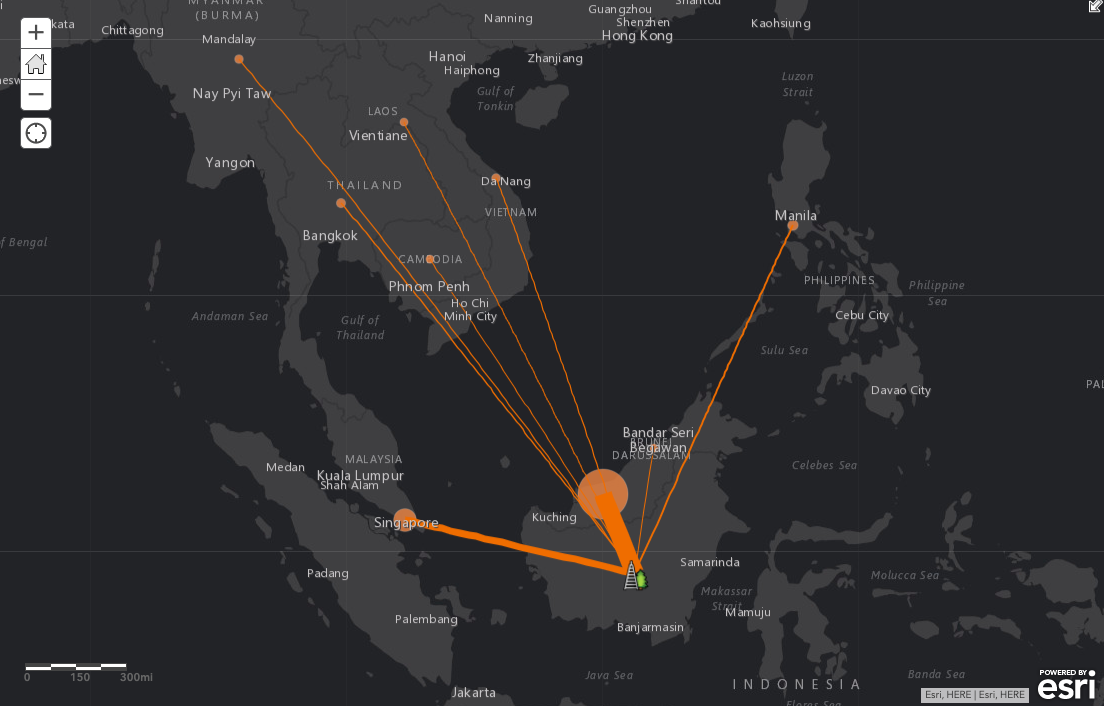 MYANMAR
(BURMA)
Nanning
Guangzhou
Shantou
Shenzhen
Hong Kong
Kaohsiung
+
kata
Chittagong
Mandalay
Hanoi
Haiphong
Zhanjiang
Nay Pyi Taw
Gulf of
Tonkin
Luzon
Strait
−
LAOS
Vientiane
Yangon
THAILAND
Da Nang
VIETNAM
Manila
Bangkok
f Bengal
CAMBODIA
Phnom Penh
Ho Chi
Minh City
PHILIPPINES
Philippine
Sea
Andaman Sea
Gulf of
Thailand
Cebu City
Sulu Sea
Davao City
PAL
Bandar Seri
Begawan
BRUNEI
DARUSSALAM
MALAYSIA
Medan
Kuala Lumpur
Shah Alam
Celebes Sea
Singapore
Kuching
Samarinda
Padang
Molucca Sea
Makassar
Strait
Mamuju
Palembang
Banjarmasin
0 150 300mi
Java Sea
Banda Sea
INDONESIA
Jakarta
Flores Sea
Esri, HERE | Esri, HERE
POWERED BY
esri